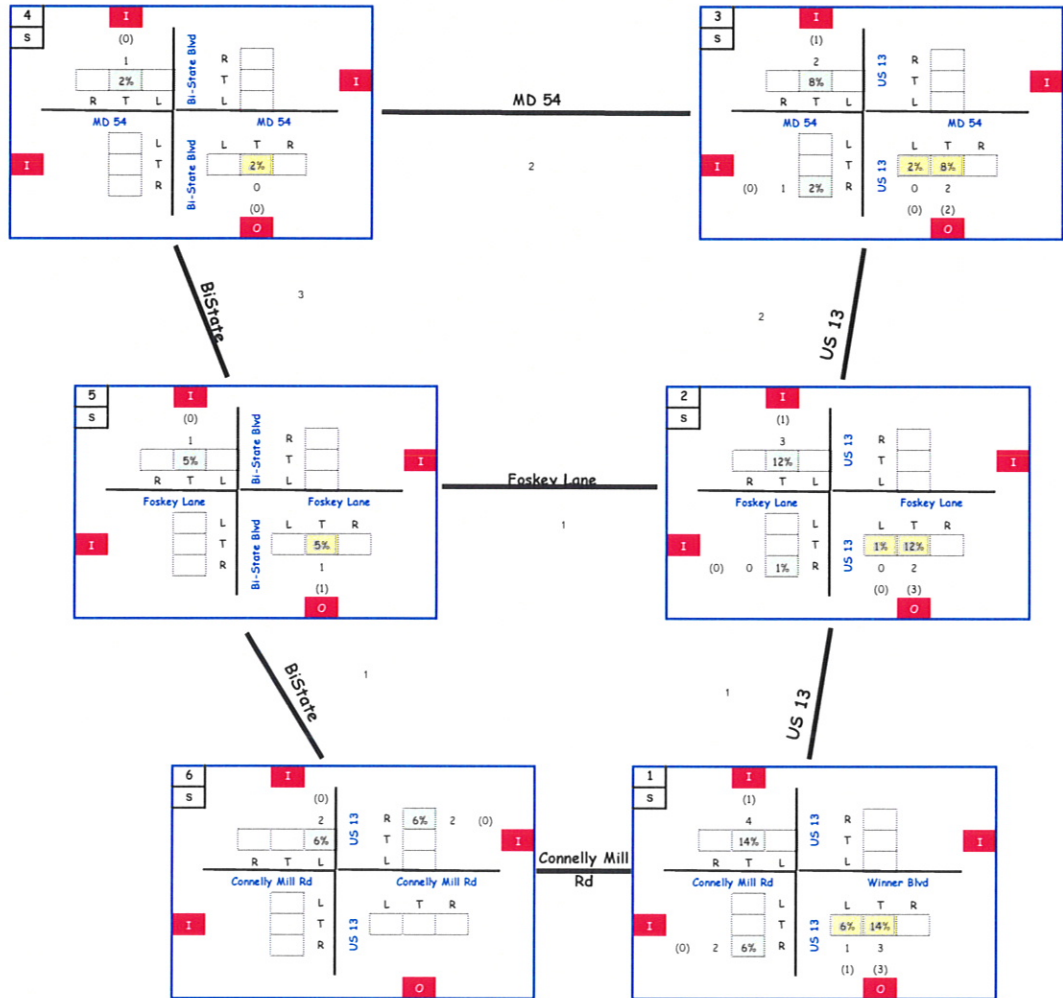 4
S
I
(0)
1
2%
R T L
Bi-State Blvd
R
T
L
I
MD 54
MD 54
I
L
T
R
Bi-State Blvd
L T R
2%
0
(0)
O
MD 54
2
3
S
I
(1)
2
8%
R T L
US 13
R
T
L
I
MD 54
MD 54
I
L
T
(0) 1 2% R
US 13
L T R
2% 8%
0 2
(0) (2)
O
BiState
3
2
US 13
5
S
I
(0)
1
5%
R T L
Bi-State Blvd
R
T
L
I
Foskey Lane
Foskey Lane
I
L
T
R
Bi-State Blvd
L T R
5%
1
(1)
O
Foskey Lane
1
2
S
I
(1)
3
12%
R T L
US 13
R
T
L
I
Foskey Lane
Foskey Lane
I
L
T
(0) 0 1% R
US 13
L T R
1% 12%
0 2
(0) (3)
O
BiState
1
1
US 13
6
S
I
(0)
2
6%
R T L
US 13
R 6% 2 (0)
T
L
I
Connelly Mill Rd
Connelly Mill Rd
I
L
T
R
US 13
L T R
O
Connelly Mill
Rd
1
S
I
(1)
4
14%
R T L
US 13
R
T
L
I
Connelly Mill Rd
Winner Blvd
I
L
T
(0) 2 6% R
US 13
L T R
6% 14%
1 3
(1) (3)
O